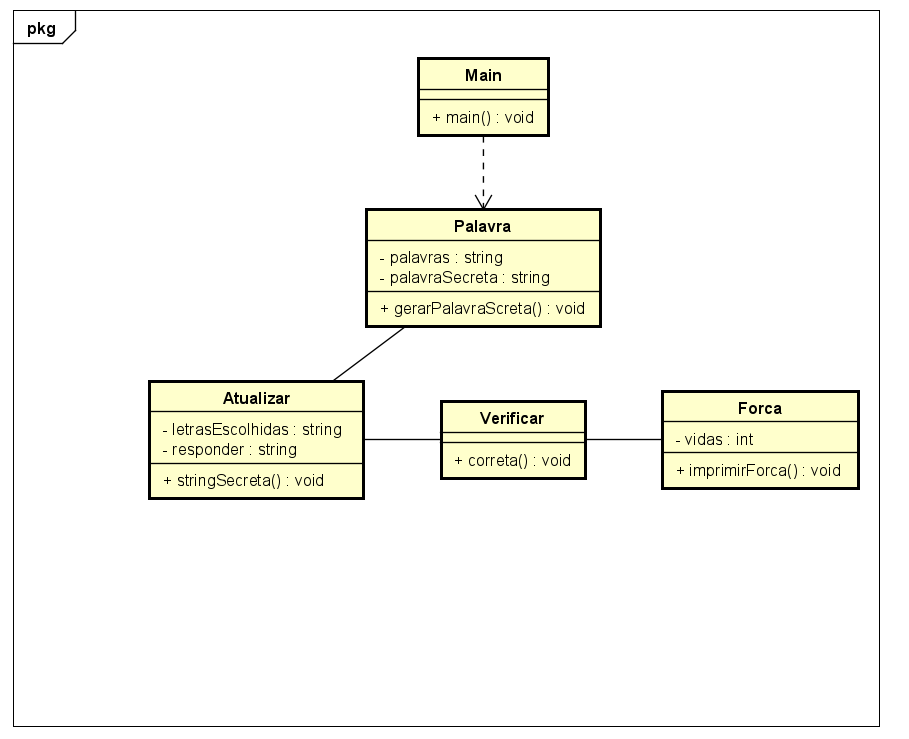 pkg
Main
+ main() : void
Palavra
- palavras : string
- palavraSecreta : string
+ gerarPalavraScreta() : void
Atualizar
- letrasEscolhidas : string
- responder : string
+ stringSecreta() : void
Verificar
+ correta() : void
Forca
- vidas : int
+ imprimirForca() : void